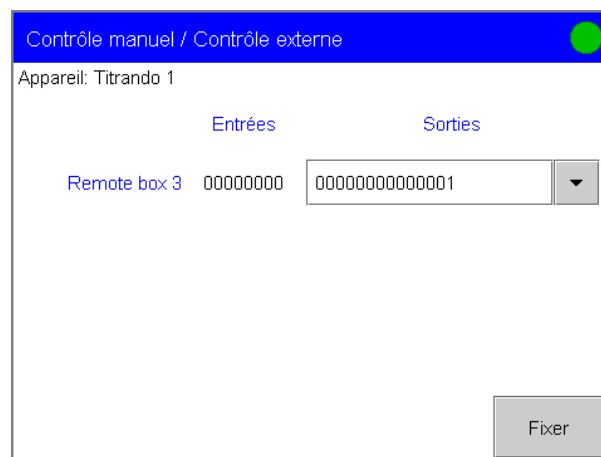 Contrôle manuel / Contrôle externe
Appareil: Titrando 1
Entrées Sorties
Remote box 3 00000000 00000000000001
Fixer